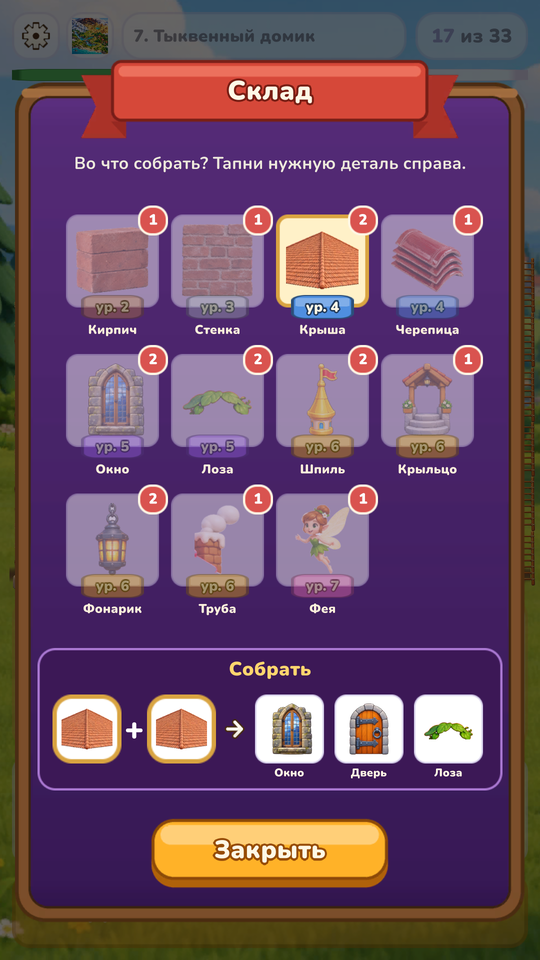 7. Тыквенный домик
17 из 33
Склад
Во что собрать? Тапни нужную деталь справа.
1
1
2
1
ур. 2
ур. 3
ур. 4
ур. 4
Кирпич
Стенка
Крыша
Черепица
2
2
2
1
ур. 5
ур. 5
ур. 6
ур. 6
Окно
Лоза
Шпиль
Крыльцо
2
1
1
ур. 6
ур. 6
ур. 7
Фонарик
Труба
Фея
Собрать
+
→
Окно
Дверь
Лоза
Закрыть